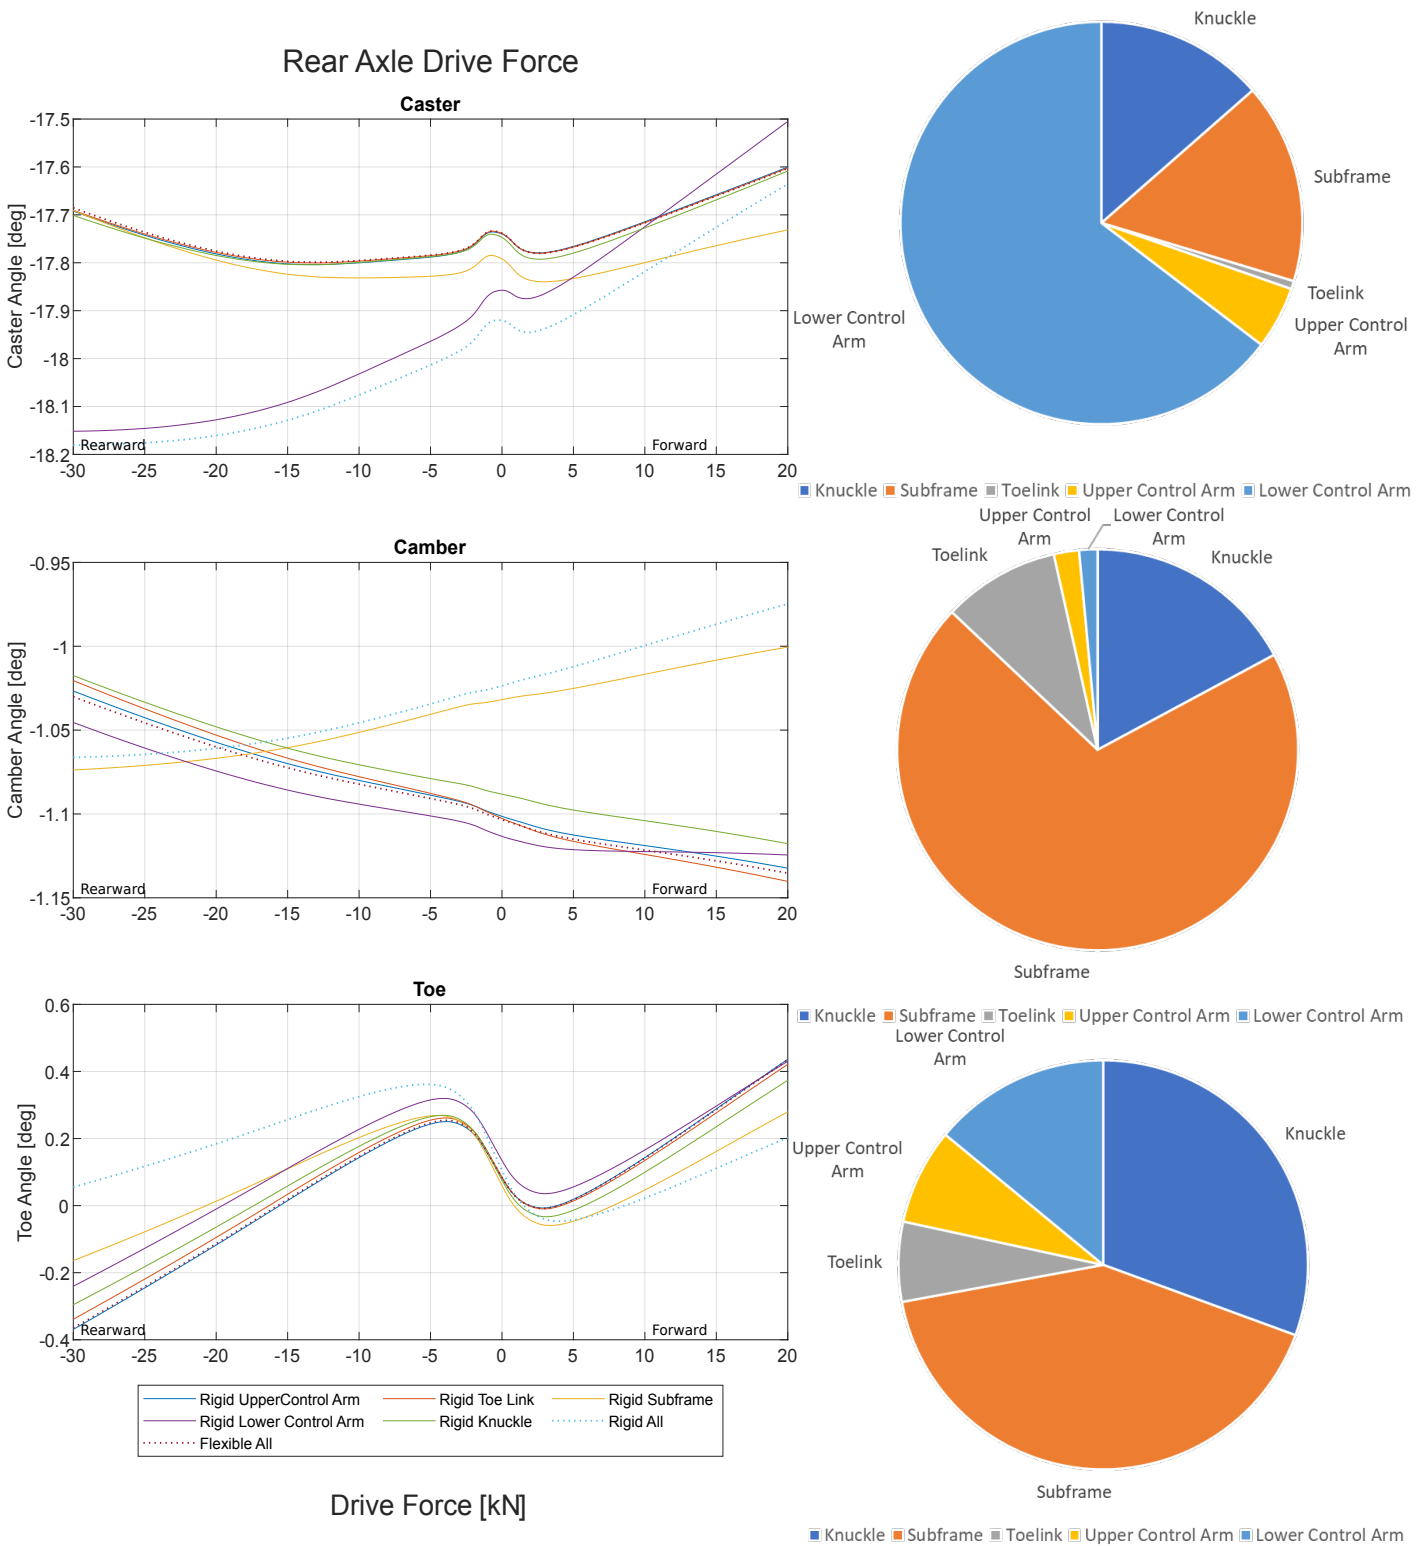 Rear Axle Drive Force
Caster
Caster Angle [deg]
-17.5
-17.6
-17.7
-17.8
-17.9
-18
-18.1
-18.2
Rearward
Forward
-30 -25 -20 -15 -10 -5 0 5 10 15 20
Knuckle
Subframe
Toelink
Upper Control
Arm
Lower Control
Arm
Knuckle Subframe Toelink Upper Control Arm Lower Control Arm
Camber
Camber Angle [deg]
-0.95
-1
-1.05
-1.1
-1.15
Rearward
Forward
-30 -25 -20 -15 -10 -5 0 5 10 15 20
Upper Control
Arm
Lower Control
Arm
Toelink
Knuckle
Subframe
Knuckle Subframe Toelink Upper Control Arm Lower Control Arm
Toe
Toe Angle [deg]
0.6
0.4
0.2
0
-0.2
-0.4
Rearward
Forward
-30 -25 -20 -15 -10 -5 0 5 10 15 20
Lower Control
Arm
Knuckle
Upper Control
Arm
Toelink
Subframe
Knuckle Subframe Toelink Upper Control Arm Lower Control Arm
Rigid UpperControl Arm Rigid Toe Link Rigid Subframe
Rigid Lower Control Arm Rigid Knuckle Rigid All
Flexible All
Drive Force [kN]